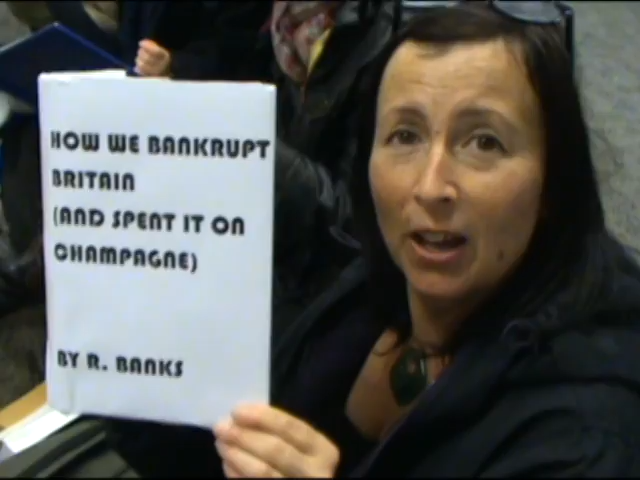 HOW WE BANKRUPT
BRITAIN
(AND SPENT IT ON
CHAMPAGNE)
BY R. BANKS